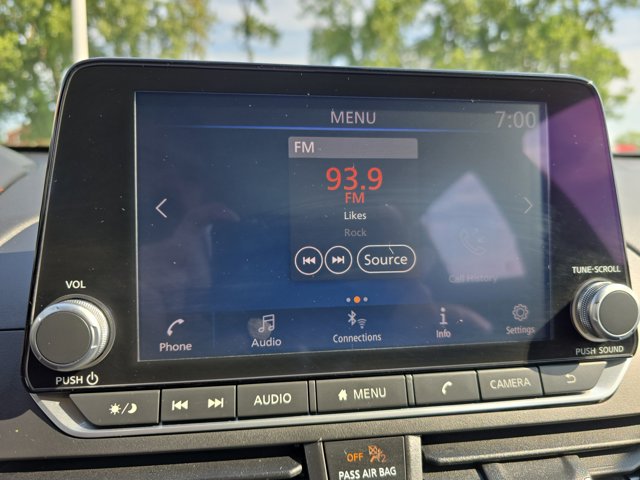 MENU
7:00
FM
93.9
FM
Likes
Rock
Source
Call History
Phone
Audio
Connections
Info
Settings
VOL
PUSH
TUNE-SCROLL
PUSH SOUND
AUDIO
MENU
CAMERA
OFF
2
PASS AIR BAG